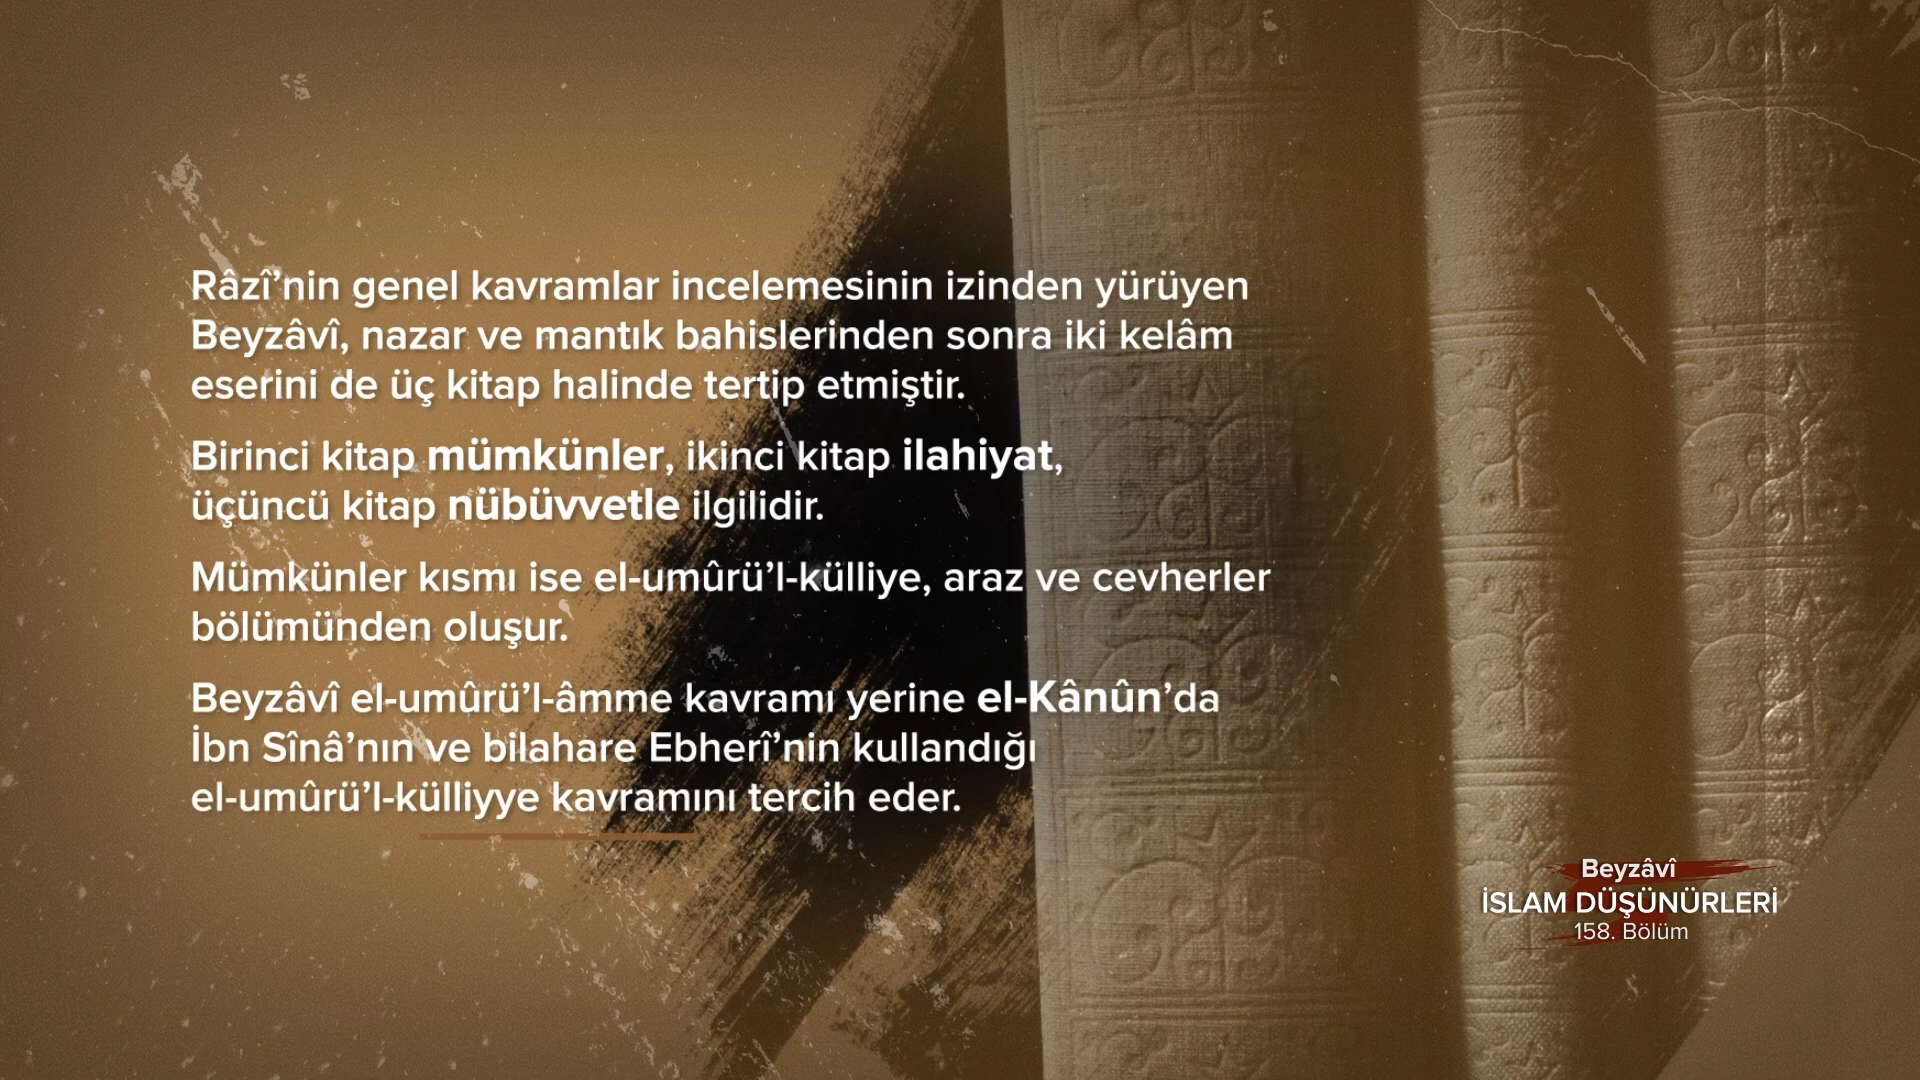 Râzî’nin genel kavramlar incelemesinin izinden yürüyen
Beyzâvî, nazar ve mantık bahislerinden sonra iki kelâm
eserini de üç kitap halinde tertip etmiştir.
Birinci kitap mümkünler, ikinci kitap ilahiyat,
üçüncü kitap nübüvvetle ilgilidir.
Mümkünler kısmı ise el-umûrü’l-külliye, araz ve cevherler
bölümünden oluşur.
Beyzâvî el-umûrü’l-âmme kavramı yerine el-Kânûn’da
İbn Sînâ’nın ve bilahare Ebherî’nin kullandığı
el-umûrü’l-külliyye kavramını tercih eder.
Beyzâvî
İSLAM DÜŞÜNÜRLERİ
158. Bölüm